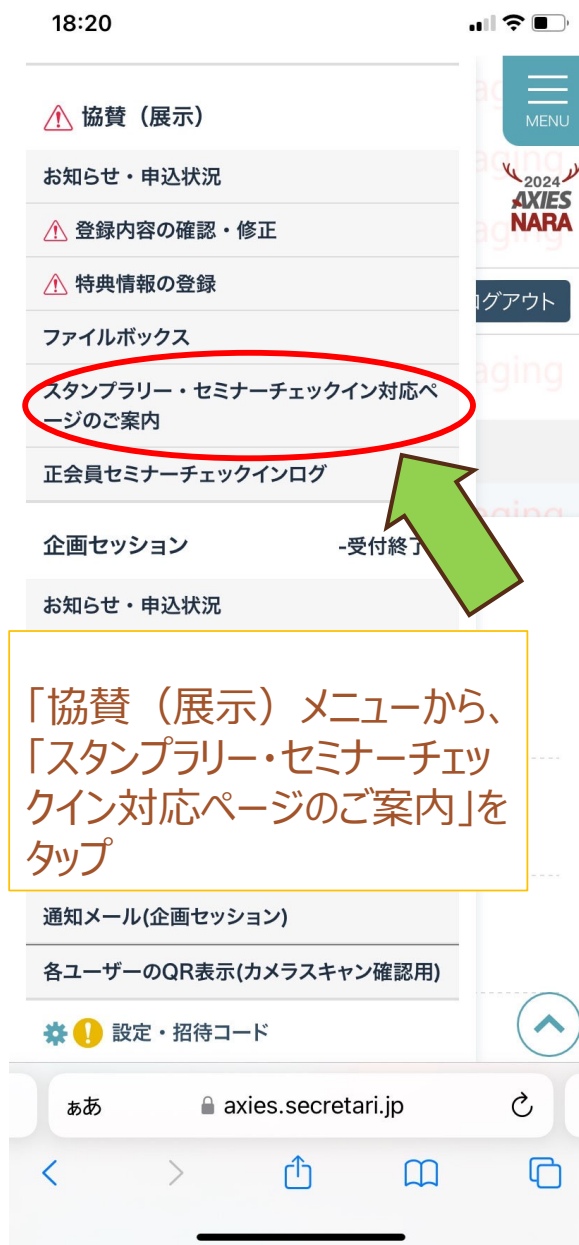 18:20
協賛（展示）
MENU
お知らせ・申込状況
2024
AXIES
NARA
登録内容の確認・修正
特典情報の登録
グアウト
ファイルボックス
aging
スタンプラリー・セミナーチェックイン対応ペ
ージのご案内
正会員セミナーチェックインログ
企画セッション
-受付終了
お知らせ・申込状況
「協賛（展示）メニューから、
「スタンプラリー・セミナーチェッ
クイン対応ページのご案内」を
タップ
通知メール(企画セッション)
各ユーザーのQR表示(カメラスキャン確認用)
設定・招待コード
ぁあ
axies.secretari.jp